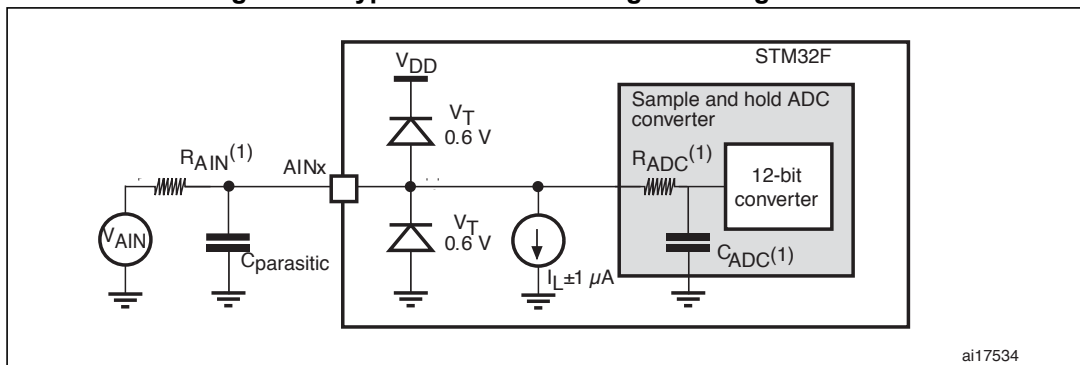 STM32F
VDD
Sample and hold ADC
converter
VT
0.6 V
RAIN(1)
AINx
RADC(1)
12-bit
converter
VAIN
Cparasitic
VT
0.6 V
IL±1 µA
CADC(1)
ai17534